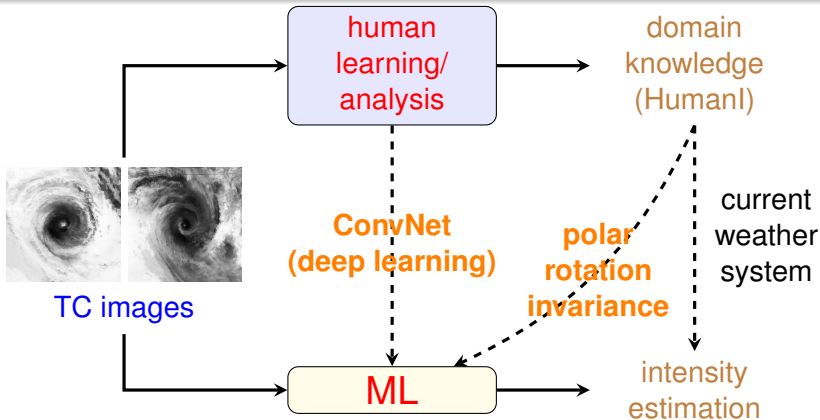 human
learning/
analysis
domain
knowledge
(HumanI)
ConvNet
(deep learning)
polar
rotation
invariance
current
weather
system
TC images
ML
intensity
estimation